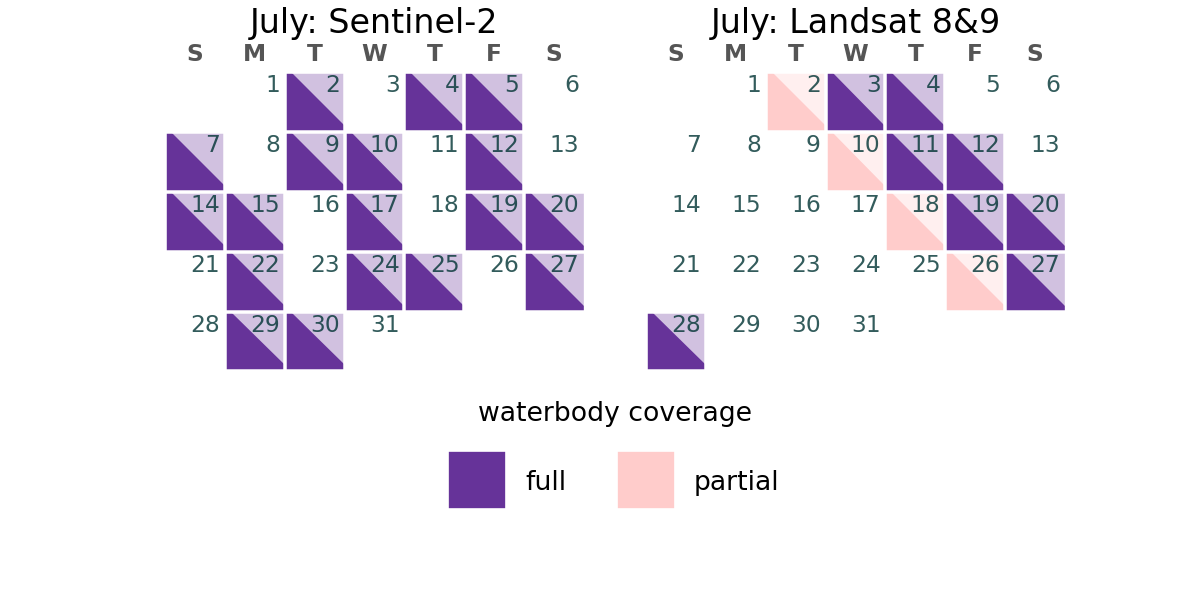 July: Sentinel-2
S M T W T F S
1 2 3 4 5 6
7 8 9 10 11 12 13
14 15 16 17 18 19 20
21 22 23 24 25 26 27
28 29 30 31
July: Landsat 8&9
S M T W T F S
1 2 3 4 5 6
7 8 9 10 11 12 13
14 15 16 17 18 19 20
21 22 23 24 25 26 27
28 29 30 31
waterbody coverage
full partial